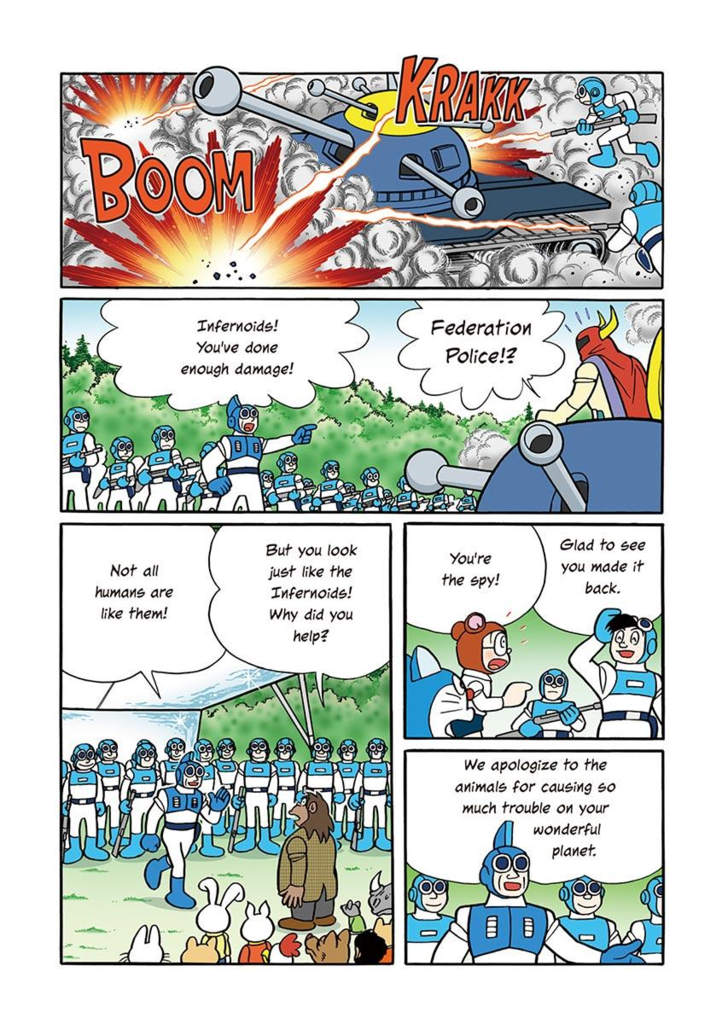 KRAKK
BOOM
Infernoids!
You've done
enough damage!
Federation
Police!?
Not all
humans are
like them!
But you look
just like the
Infernoids!
Why did you
help?
You're
the spy!
Glad to see
you made it
back.
We apologize to the
animals for causing so
much trouble on your
wonderful
planet.